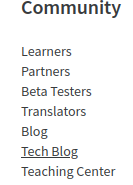 Community
Learners
Partners
Beta Testers
Translators
Blog
Tech Blog
Teaching Center